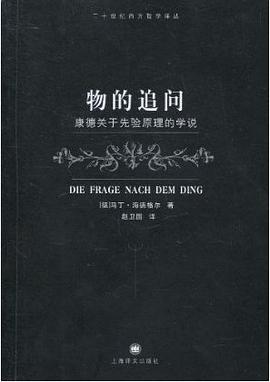 二十世纪西方哲学译丛
物的追问
康德关于先验原理的学说
DIE FRAGE NACH DEM DING
[德]马丁·海德格尔 著
赵卫国 译
上海译文出版社